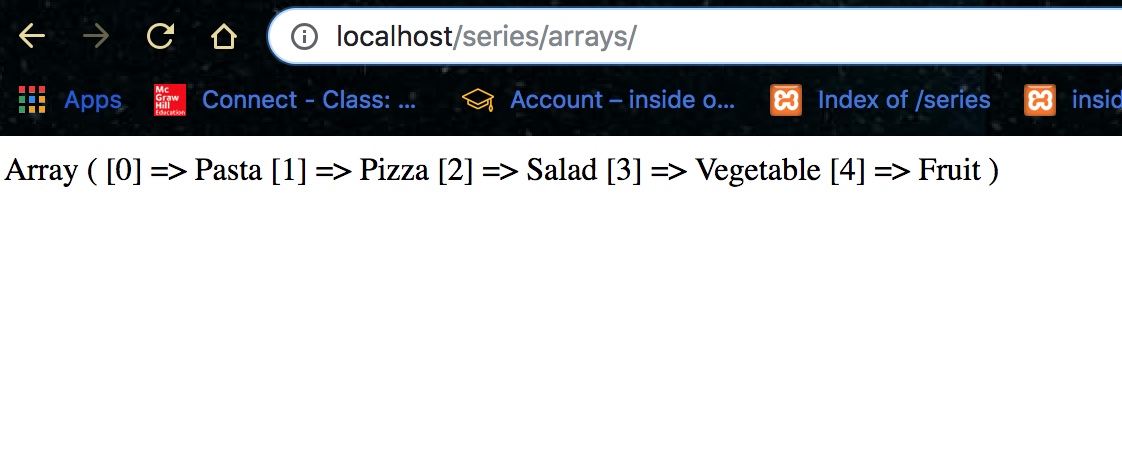 localhost/series/arrays/
Apps Mc Graw Hill Education Connect - Class: ... Account – inside o... Index of /series insid
Array ( [0] => Pasta [1] => Pizza [2] => Salad [3] => Vegetable [4] => Fruit )